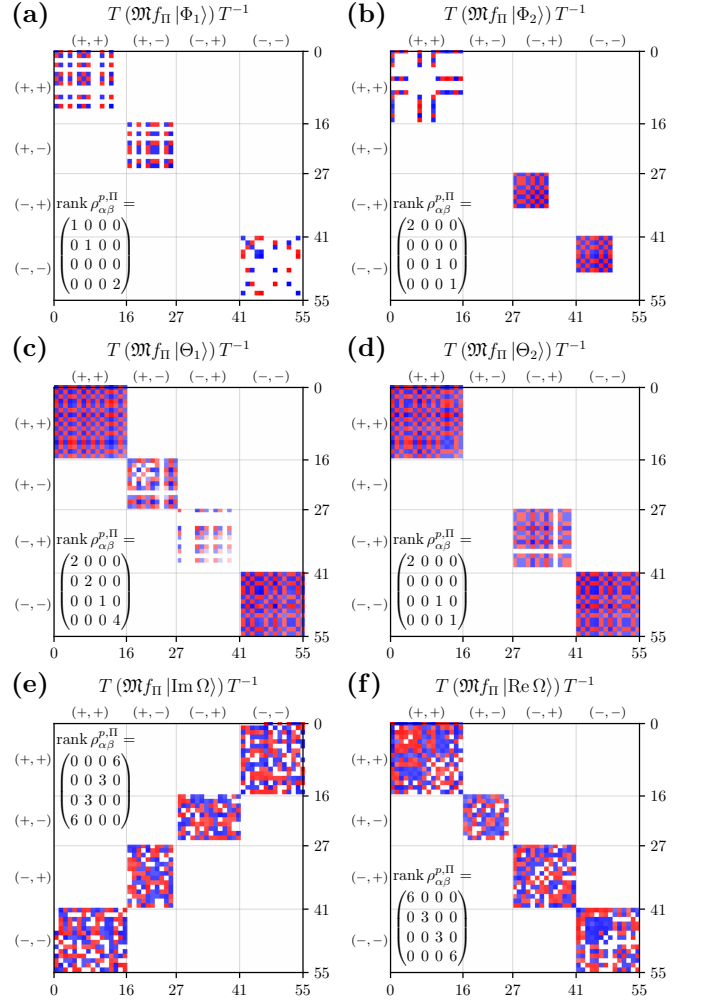 (a) T (𝔐f_Π |Φ₁⟩) T⁻¹
(+, +) (+, −) (−, +) (−, −)
0
(+, +)
16
(+, −)
27
(−, +)
41
(−, −)
55
rank ρ^{p,Π}_{αβ} =
1 0 0 0
0 1 0 0
0 0 0 0
0 0 0 2
0 16 27 41 55
(b) T (𝔐f_Π |Φ₂⟩) T⁻¹
(+, +) (+, −) (−, +) (−, −)
0
(+, +)
16
(+, −)
27
(−, +)
41
(−, −)
55
rank ρ^{p,Π}_{αβ} =
2 0 0 0
0 0 0 0
0 0 1 0
0 0 0 1
0 16 27 41 55
(c) T (𝔐f_Π |Θ₁⟩) T⁻¹
(+, +) (+, −) (−, +) (−, −)
0
(+, +)
16
(+, −)
27
(−, +)
41
(−, −)
55
rank ρ^{p,Π}_{αβ} =
2 0 0 0
0 2 0 0
0 0 1 0
0 0 0 4
0 16 27 41 55
(d) T (𝔐f_Π |Θ₂⟩) T⁻¹
(+, +) (+, −) (−, +) (−, −)
0
(+, +)
16
(+, −)
27
(−, +)
41
(−, −)
55
rank ρ^{p,Π}_{αβ} =
2 0 0 0
0 0 0 0
0 0 1 0
0 0 0 1
0 16 27 41 55
(e) T (𝔐f_Π |Im Ω⟩) T⁻¹
(+, +) (+, −) (−, +) (−, −)
0
rank ρ^{p,Π}_{αβ} =
0 0 0 6
0 0 3 0
0 3 0 0
6 0 0 0
(+, +)
16
(+, −)
27
(−, +)
41
(−, −)
55
0 16 27 41 55
(f) T (𝔐f_Π |Re Ω⟩) T⁻¹
(+, +) (+, −) (−, +) (−, −)
0
(+, +)
16
(+, −)
27
(−, +)
41
(−, −)
55
rank ρ^{p,Π}_{αβ} =
6 0 0 0
0 3 0 0
0 0 3 0
0 0 0 6
0 16 27 41 55